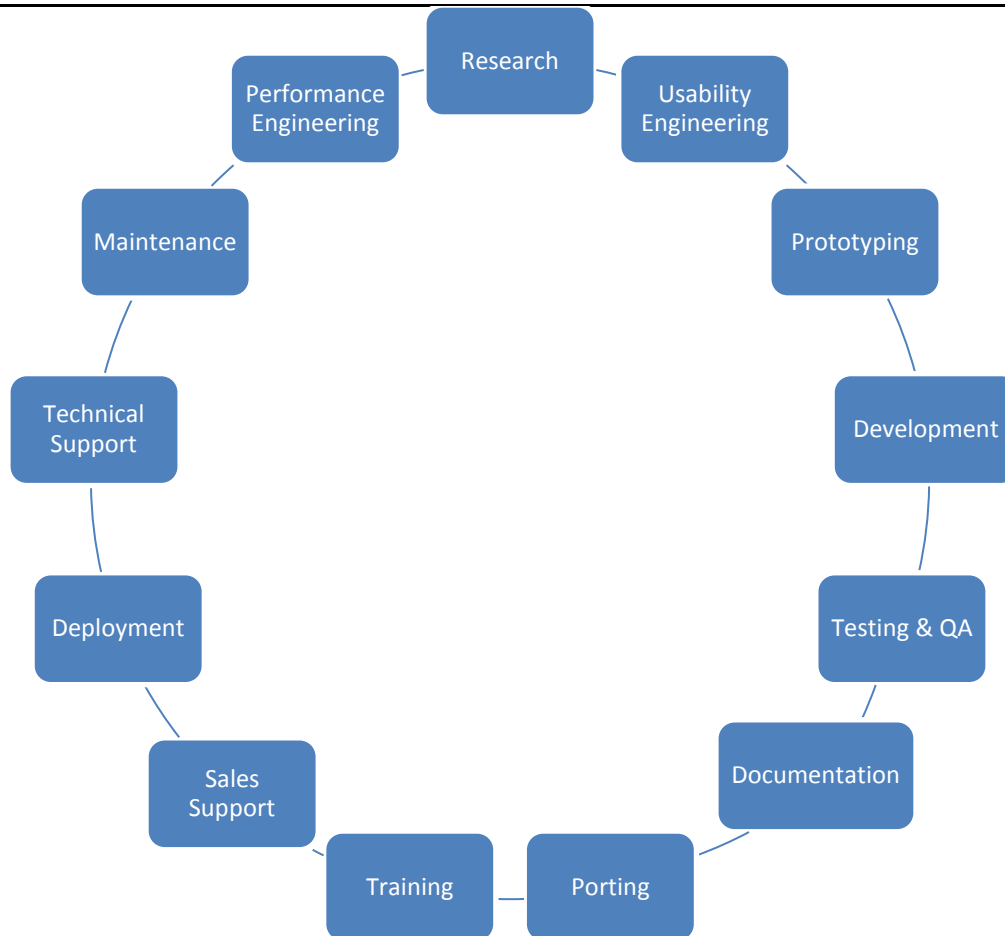 Research
Usability
Engineering
Prototyping
Development
Testing & QA
Documentation
Porting
Training
Sales
Support
Deployment
Technical
Support
Maintenance
Performance
Engineering